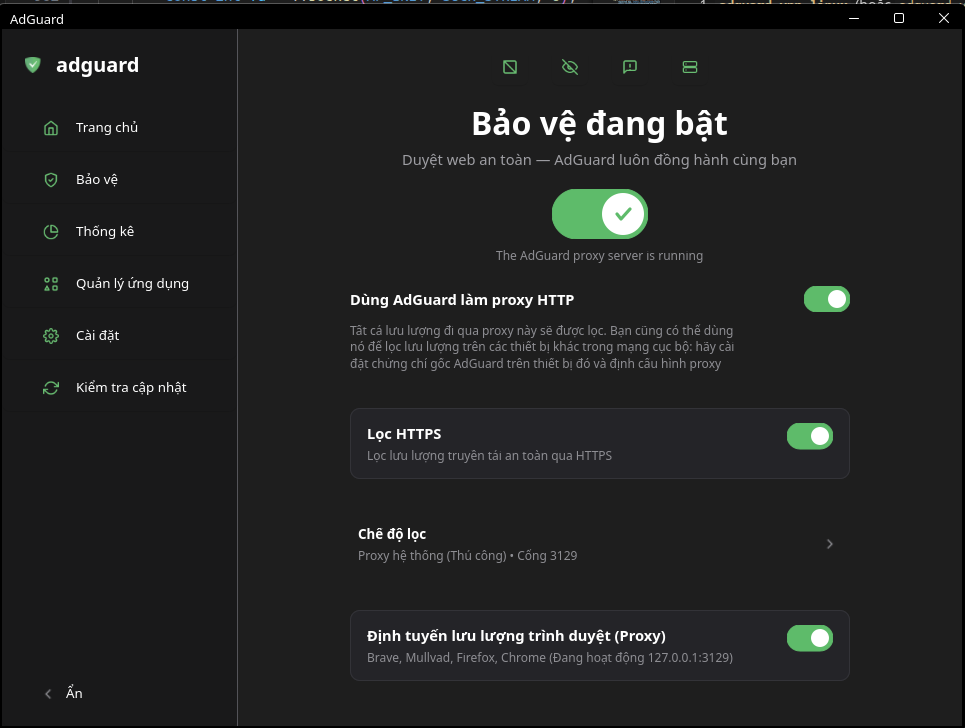 AdGuard
adguard
Trang chủ
Bảo vệ
Thống kê
Quản lý ứng dụng
Cài đặt
Kiểm tra cập nhật
Ẩn
Bảo vệ đang bật
Duyệt web an toàn — AdGuard luôn đồng hành cùng bạn
The AdGuard proxy server is running
Dùng AdGuard làm proxy HTTP
Tất cả lưu lượng đi qua proxy này sẽ được lọc. Bạn cũng có thể dùng
nó để lọc lưu lượng trên các thiết bị khác trong mạng cục bộ: hãy cài
đặt chứng chỉ gốc AdGuard trên thiết bị đó và định cấu hình proxy
Lọc HTTPS
Lọc lưu lượng truyền tải an toàn qua HTTPS
Chế độ lọc
Proxy hệ thống (Thủ công) • Cổng 3129
Định tuyến lưu lượng trình duyệt (Proxy)
Brave, Mullvad, Firefox, Chrome (Đang hoạt động 127.0.0.1:3129)